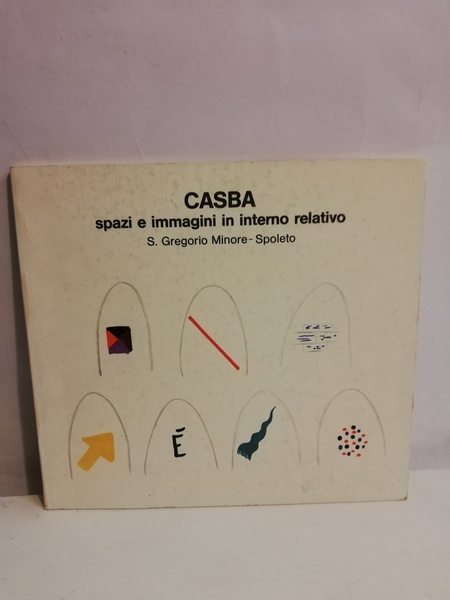 CASBA
spazi e immagini in interno relativo
S. Gregorio Minore - Spoleto
É